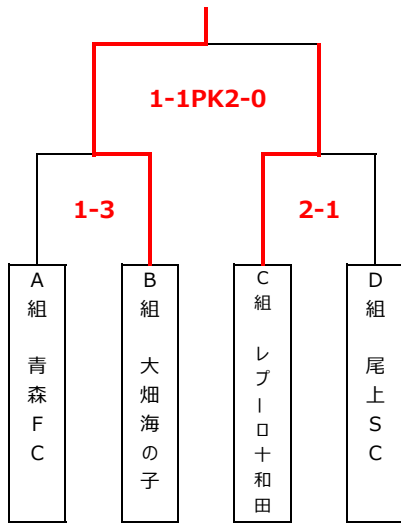 1-1PK2-0
1-3
2-1
A組　青森FC
B組　大畑海の子
C組　レプーロ十和田
D組　尾上SC